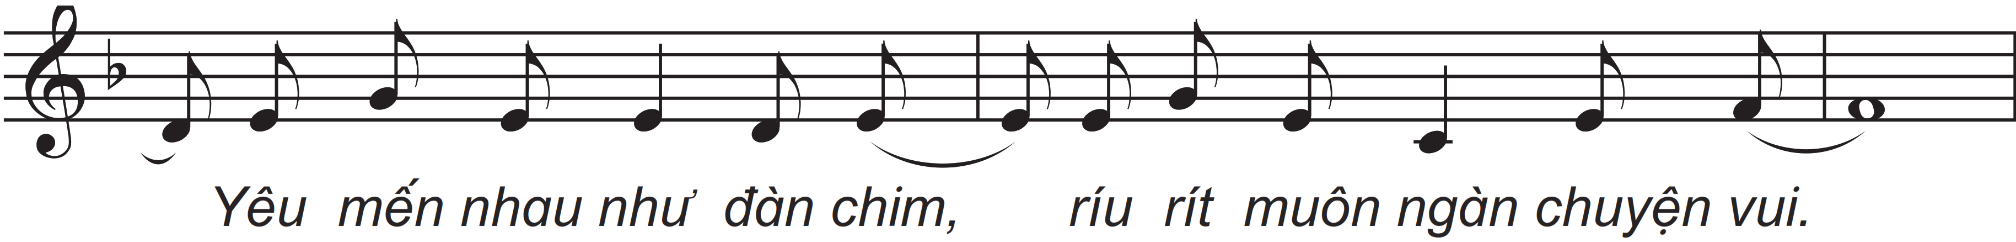 Yêu mến nhau như đàn chim, ríu rít muôn ngàn chuyện vui.